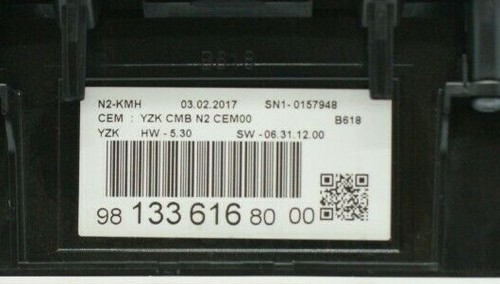 N2-KMH 03.02.2017 SN1- 0157948
CEM : YZK CMB N2 CEM00 B618
YZK HW - 5.30 SW - 06.31.12.00
98 133 616 80 00